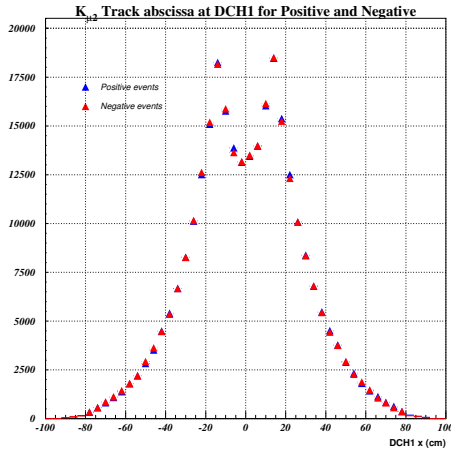 K_μ2 Track abscissa at DCH1 for Positive and Negative
20000
17500
15000
12500
10000
7500
5000
2500
0
Positive events
Negative events
-100 -80 -60 -40 -20 0 20 40 60 80 100
DCH1 x (cm)